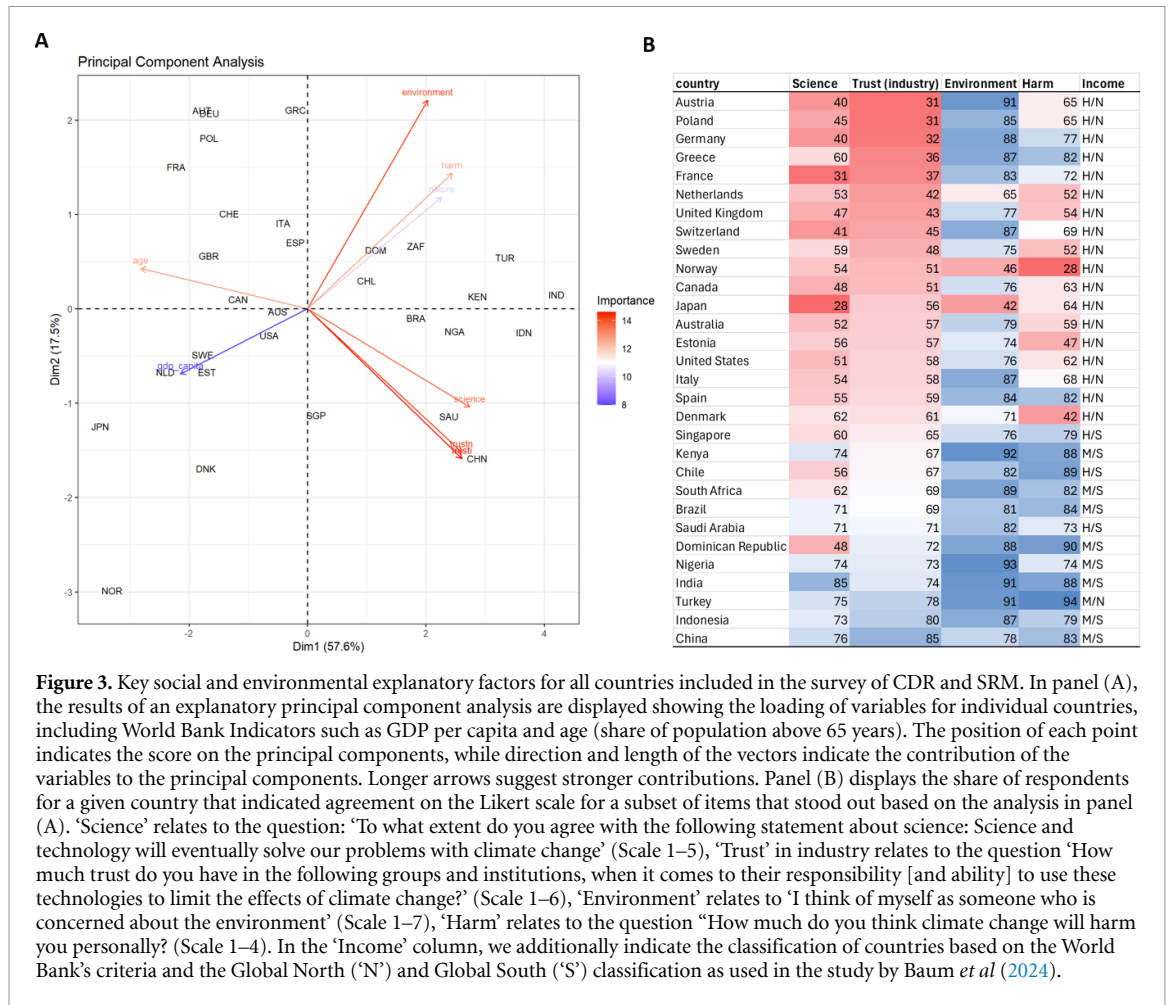 A
Principal Component Analysis
environment
AUT
DEU
GRC
POL
FRA
harm
nature
CHE
ITA
ESP
DOM
ZAF
GBR
TUR
age
CHL
CAN
KEN
IND
AUS
BRA
NGA
IDN
USA
SWE
gdp_capita
NLD
EST
science
SGP
SAU
JPN
trustn
CHN
DNK
NOR
2
1
0
-1
-2
-3
Dim2 (17.5%)
-2
0
2
4
Dim1 (57.6%)
Importance
14
12
10
8
B
country Science Trust (industry) Environment Harm Income
Austria 40 31 91 65 H/N
Poland 45 31 85 65 H/N
Germany 40 32 88 77 H/N
Greece 60 36 87 82 H/N
France 31 37 83 72 H/N
Netherlands 53 42 65 52 H/N
United Kingdom 47 43 77 54 H/N
Switzerland 41 45 87 69 H/N
Sweden 59 48 75 52 H/N
Norway 54 51 46 28 H/N
Canada 48 51 76 63 H/N
Japan 28 56 42 64 H/N
Australia 52 57 79 59 H/N
Estonia 56 57 74 47 H/N
United States 51 58 76 62 H/N
Italy 54 58 87 68 H/N
Spain 55 59 84 82 H/N
Denmark 62 61 71 42 H/N
Singapore 60 65 76 79 H/S
Kenya 74 67 92 88 M/S
Chile 56 67 82 89 H/S
South Africa 62 69 89 82 M/S
Brazil 71 69 81 84 M/S
Saudi Arabia 71 71 82 73 H/S
Dominican Republic 48 72 88 90 M/S
Nigeria 74 73 93 74 M/S
India 85 74 91 88 M/S
Turkey 75 78 91 94 M/N
Indonesia 73 80 87 79 M/S
China 76 85 78 83 M/S
Figure 3. Key social and environmental explanatory factors for all countries included in the survey of CDR and SRM. In panel (A),
the results of an explanatory principal component analysis are displayed showing the loading of variables for individual countries,
including World Bank Indicators such as GDP per capita and age (share of population above 65 years). The position of each point
indicates the score on the principal components, while direction and length of the vectors indicate the contribution of the
variables to the principal components. Longer arrows suggest stronger contributions. Panel (B) displays the share of respondents
for a given country that indicated agreement on the Likert scale for a subset of items that stood out based on the analysis in panel
(A). ‘Science’ relates to the question: ‘To what extent do you agree with the following statement about science: Science and
technology will eventually solve our problems with climate change’ (Scale 1–5), ‘Trust’ in industry relates to the question ‘How
much trust do you have in the following groups and institutions, when it comes to their responsibility [and ability] to use these
technologies to limit the effects of climate change?’ (Scale 1–6), ‘Environment’ relates to ‘I think of myself as someone who is
concerned about the environment’ (Scale 1–7), ‘Harm’ relates to the question “How much do you think climate change will harm
you personally? (Scale 1–4). In the ‘Income’ column, we additionally indicate the classification of countries based on the World
Bank’s criteria and the Global North (‘N’) and Global South (‘S’) classification as used in the study by Baum et al (2024).